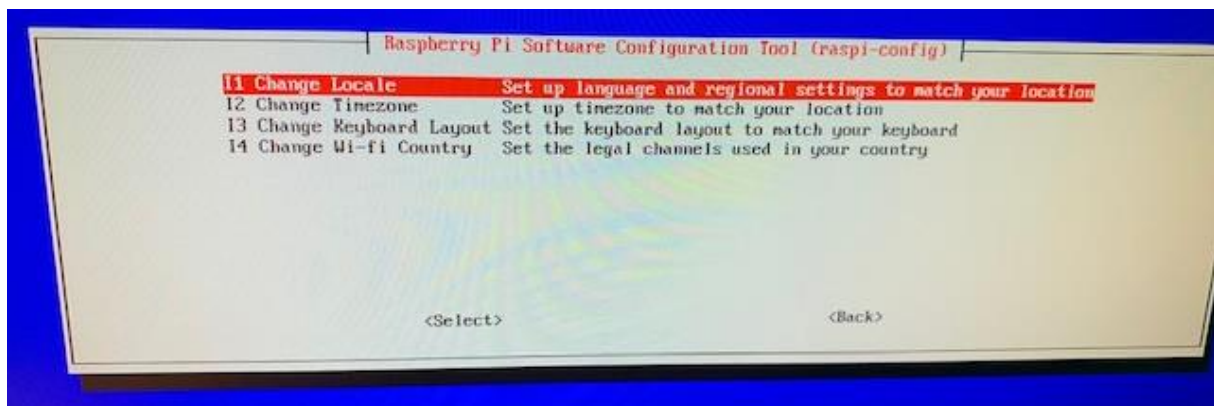 Raspberry Pi Software Configuration Tool (raspi-config)
I1 Change Locale Set up language and regional settings to match your location
I2 Change Timezone Set up timezone to match your location
I3 Change Keyboard Layout Set the keyboard layout to match your keyboard
I4 Change Wi-fi Country Set the legal channels used in your country
<Select> <Back>